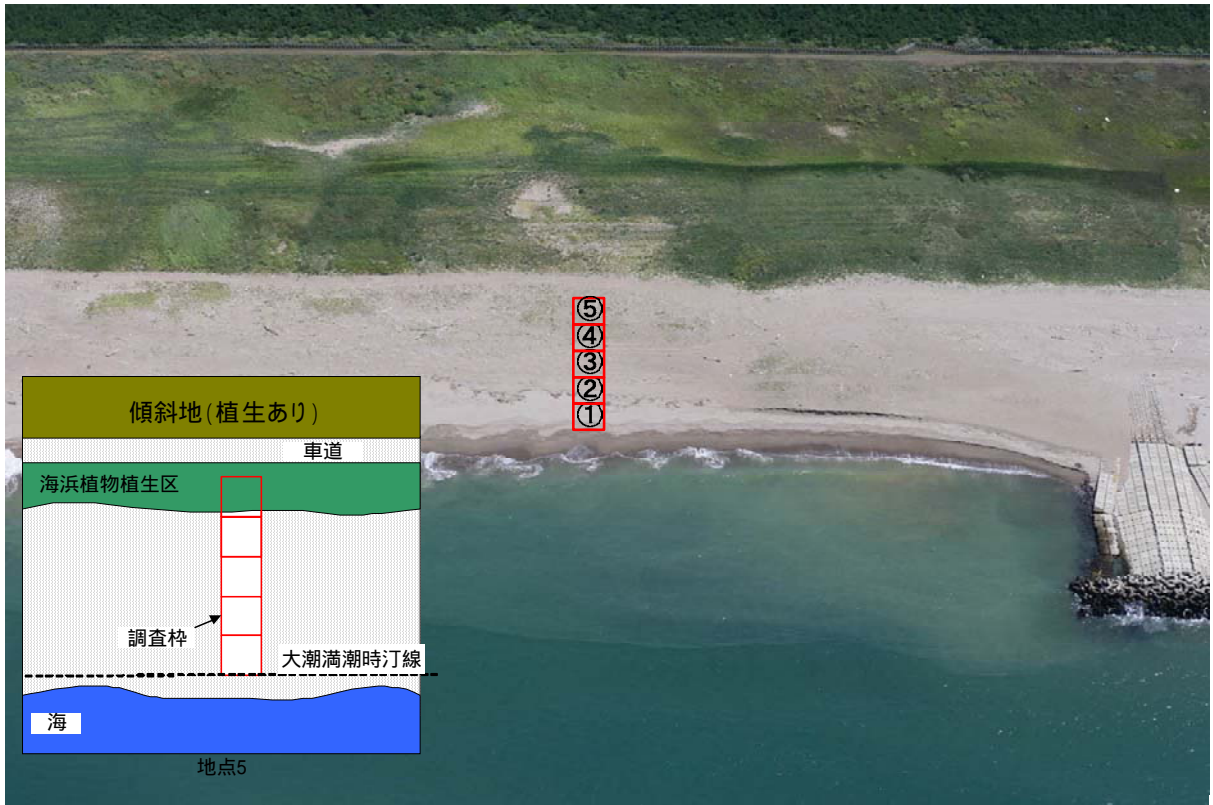 ⑤
④
③
②
①
傾斜地(植生あり)
車道
海浜植物植生区
調査枠
大潮満潮時汀線
海
地点5